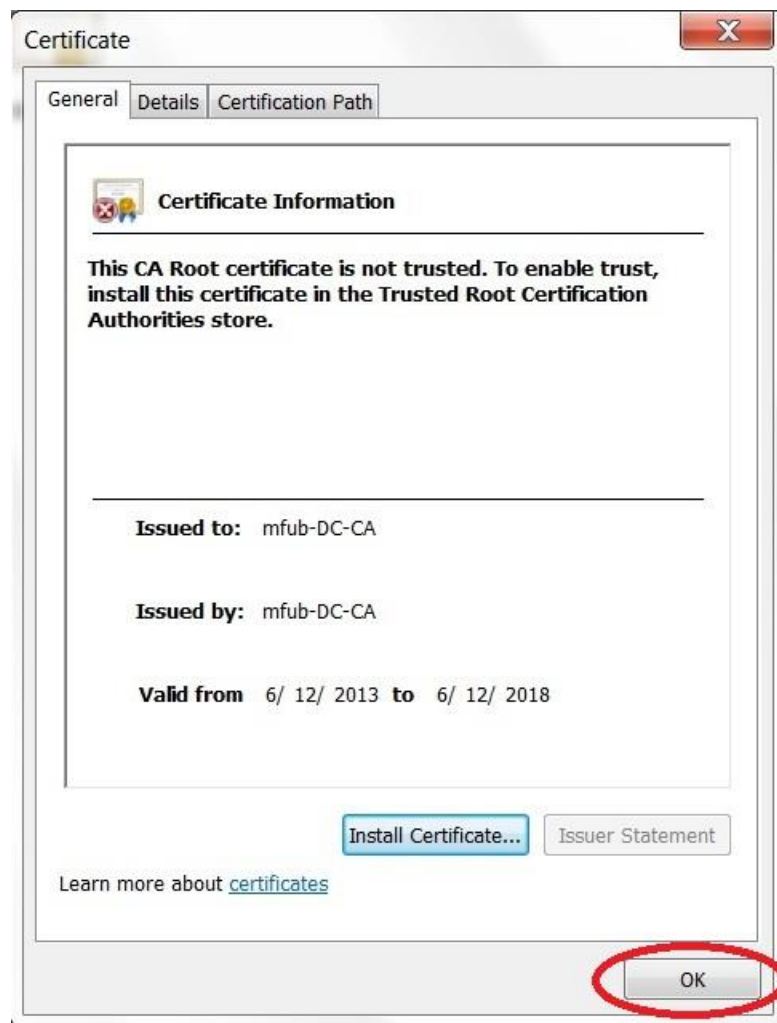 Certificate
X
General Details Certification Path
Certificate Information
This CA Root certificate is not trusted. To enable trust,
install this certificate in the Trusted Root Certification
Authorities store.
Issued to: mfub-DC-CA
Issued by: mfub-DC-CA
Valid from 6/ 12/ 2013 to 6/ 12/ 2018
Install Certificate... Issuer Statement
Learn more about certificates
OK